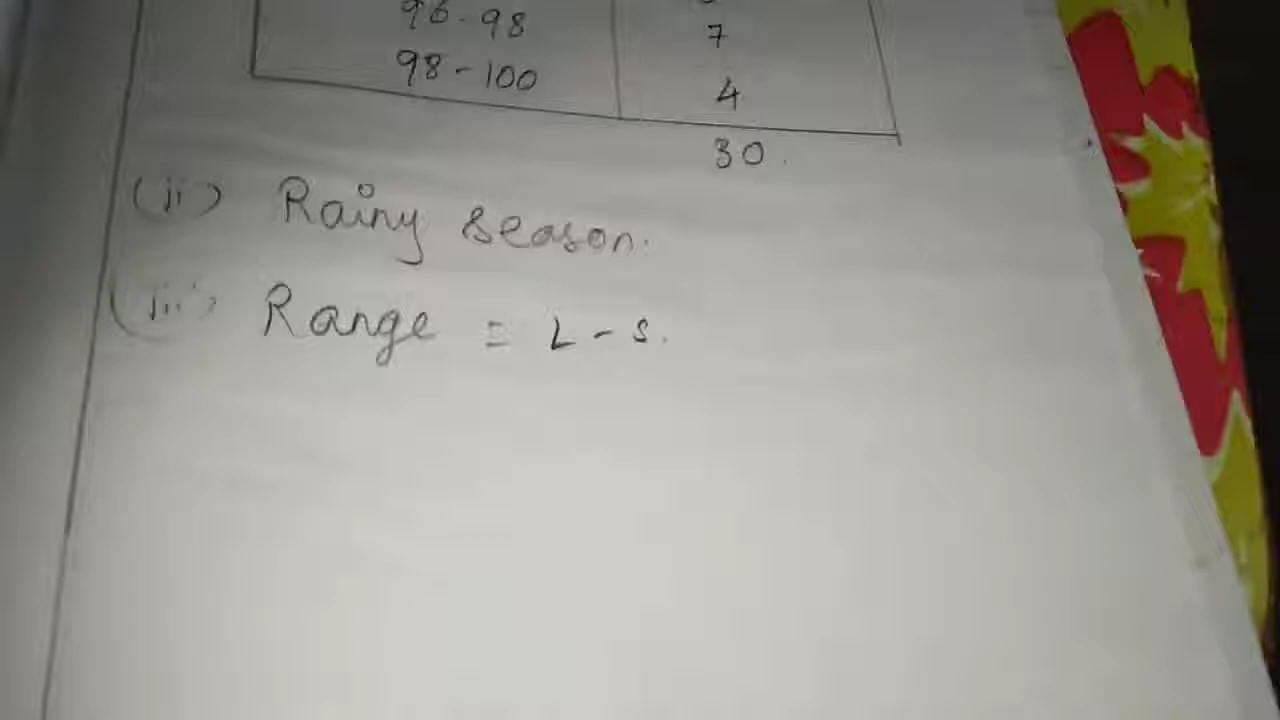 96-98 7
98-100 4
30.
(ii) Rainy season.
(iii) Range = L-S.